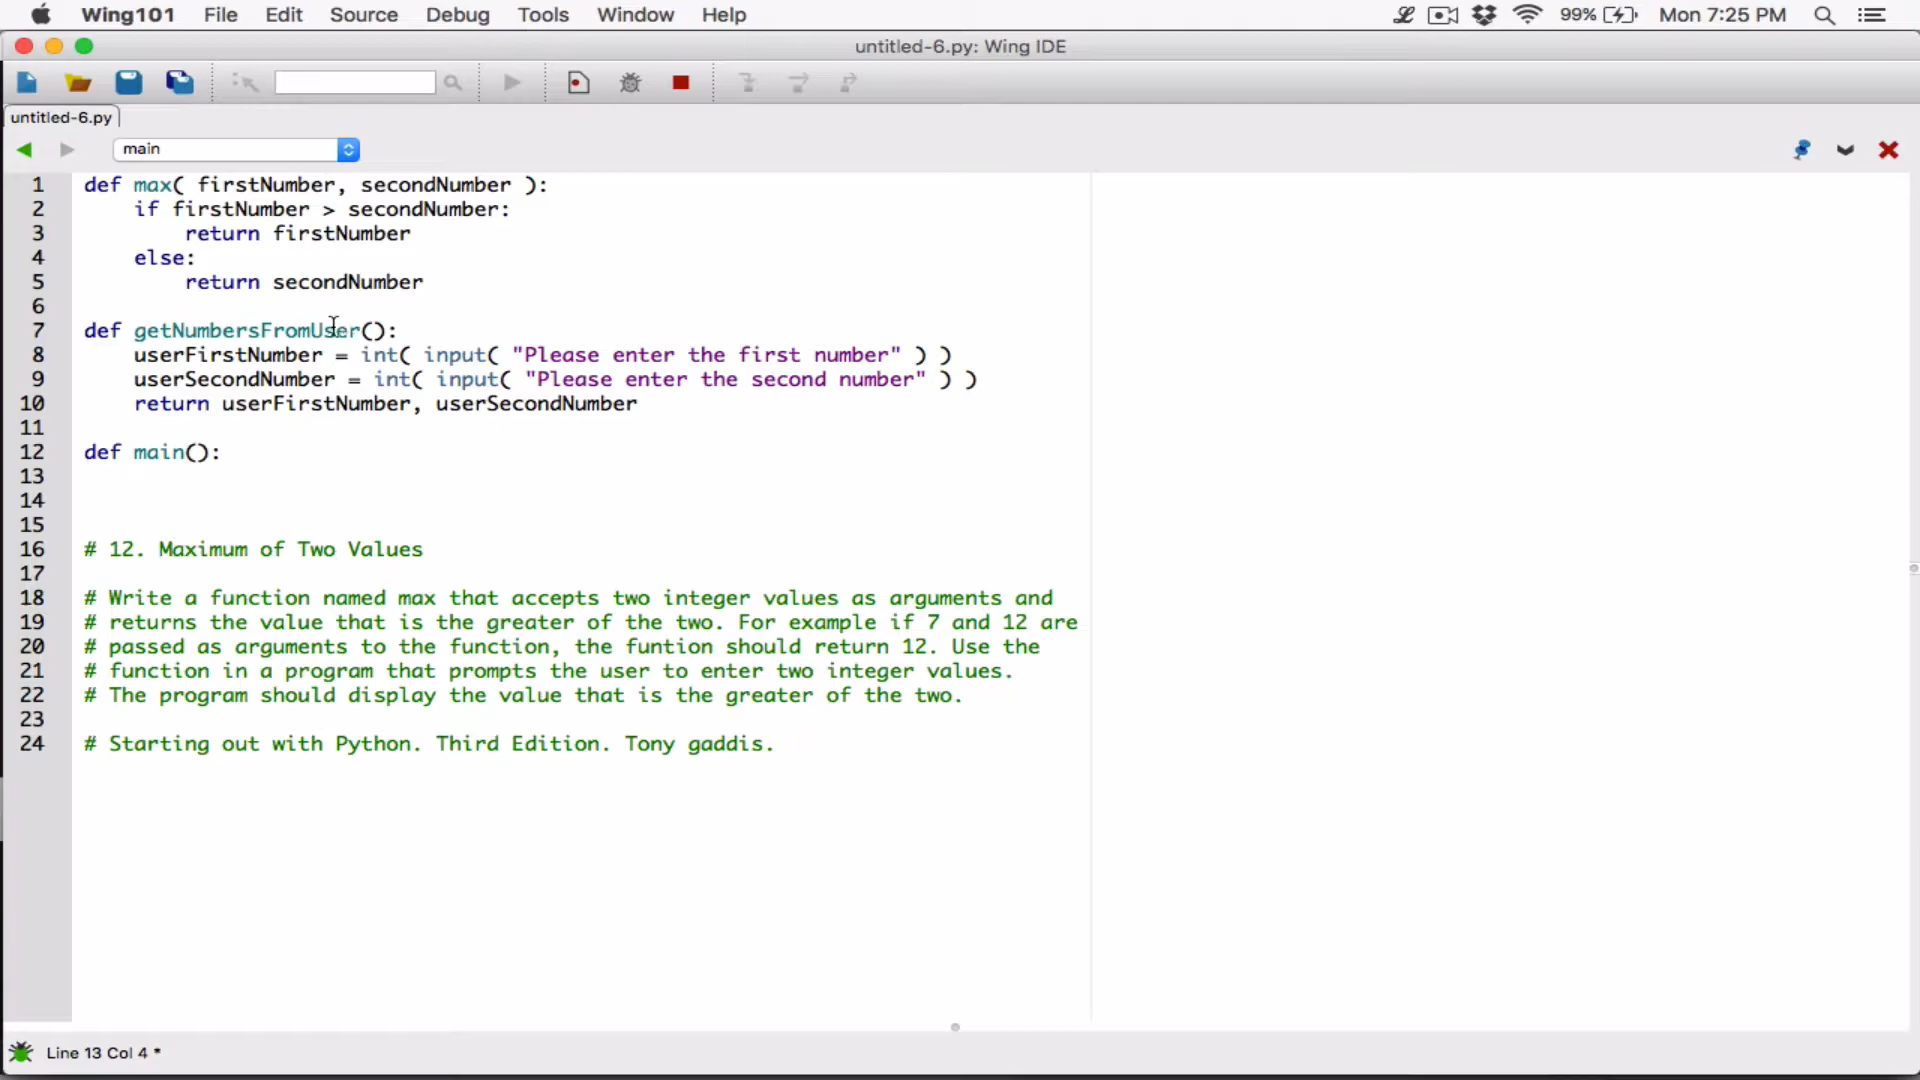 Wing101 File Edit Source Debug Tools Window Help 99% Mon 7:25 PM
untitled-6.py: Wing IDE
untitled-6.py
main
1 def max( firstNumber, secondNumber ):
2 if firstNumber > secondNumber:
3 return firstNumber
4 else:
5 return secondNumber
6
7 def getNumbersFromUser():
8 userFirstNumber = int( input( "Please enter the first number" ) )
9 userSecondNumber = int( input( "Please enter the second number" ) )
10 return userFirstNumber, userSecondNumber
11
12 def main():
13
14
15
16 # 12. Maximum of Two Values
17
18 # Write a function named max that accepts two integer values as arguments and
19 # returns the value that is the greater of the two. For example if 7 and 12 are
20 # passed as arguments to the function, the funtion should return 12. Use the
21 # function in a program that prompts the user to enter two integer values.
22 # The program should display the value that is the greater of the two.
23
24 # Starting out with Python. Third Edition. Tony gaddis.
Line 13 Col 4 *